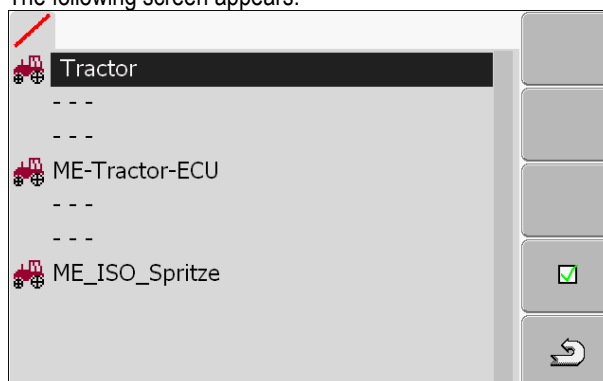 The following screen appears:
Tractor
- - -
- - -
ME-Tractor-ECU
- - -
- - -
ME_ISO_Spritze